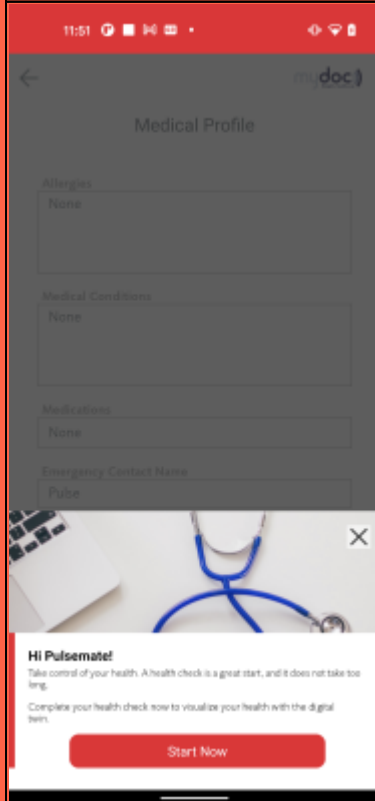 11:51
mydoc
Medical Profile
Allergies
None
Medical Conditions
None
Medications
None
Emergency Contact Name
Pulse
Hi Pulsemate!
Take control of your health. A health check is a great start, and it does not take too
long.
Complete your health check now to visualize your health with the digital
twin.
Start Now